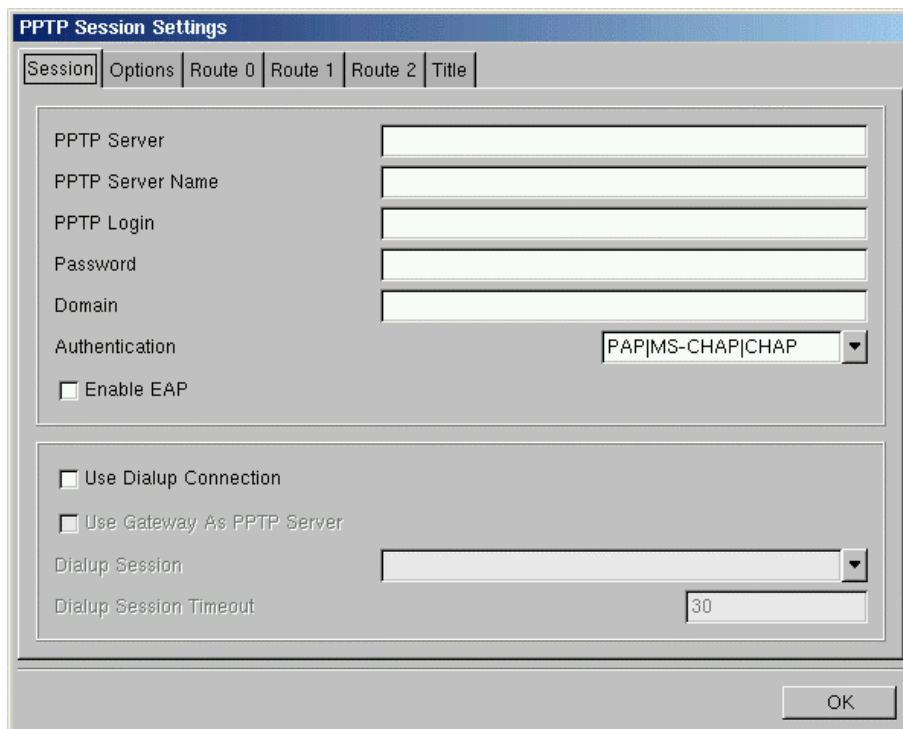 PPTP Session Settings
Session Options Route 0 Route 1 Route 2 Title
PPTP Server
PPTP Server Name
PPTP Login
Password
Domain
Authentication PAP|MS-CHAP|CHAP
Enable EAP
Use Dialup Connection
Use Gateway As PPTP Server
Dialup Session
Dialup Session Timeout 30
OK